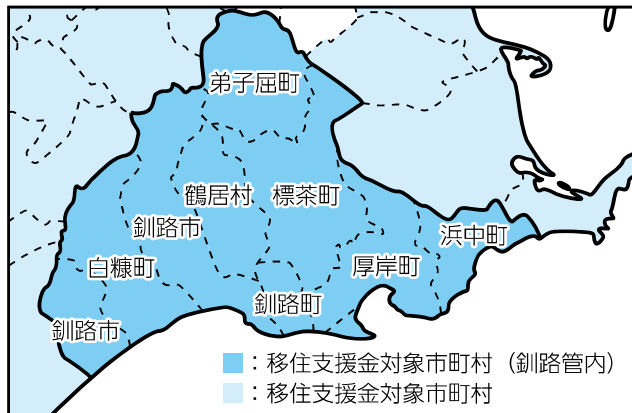 弟子屈町
鶴居村
標茶町
釧路市
浜中町
白糠町
厚岸町
釧路町
釧路市
：移住支援金対象市町村（釧路管内）
：移住支援金対象市町村